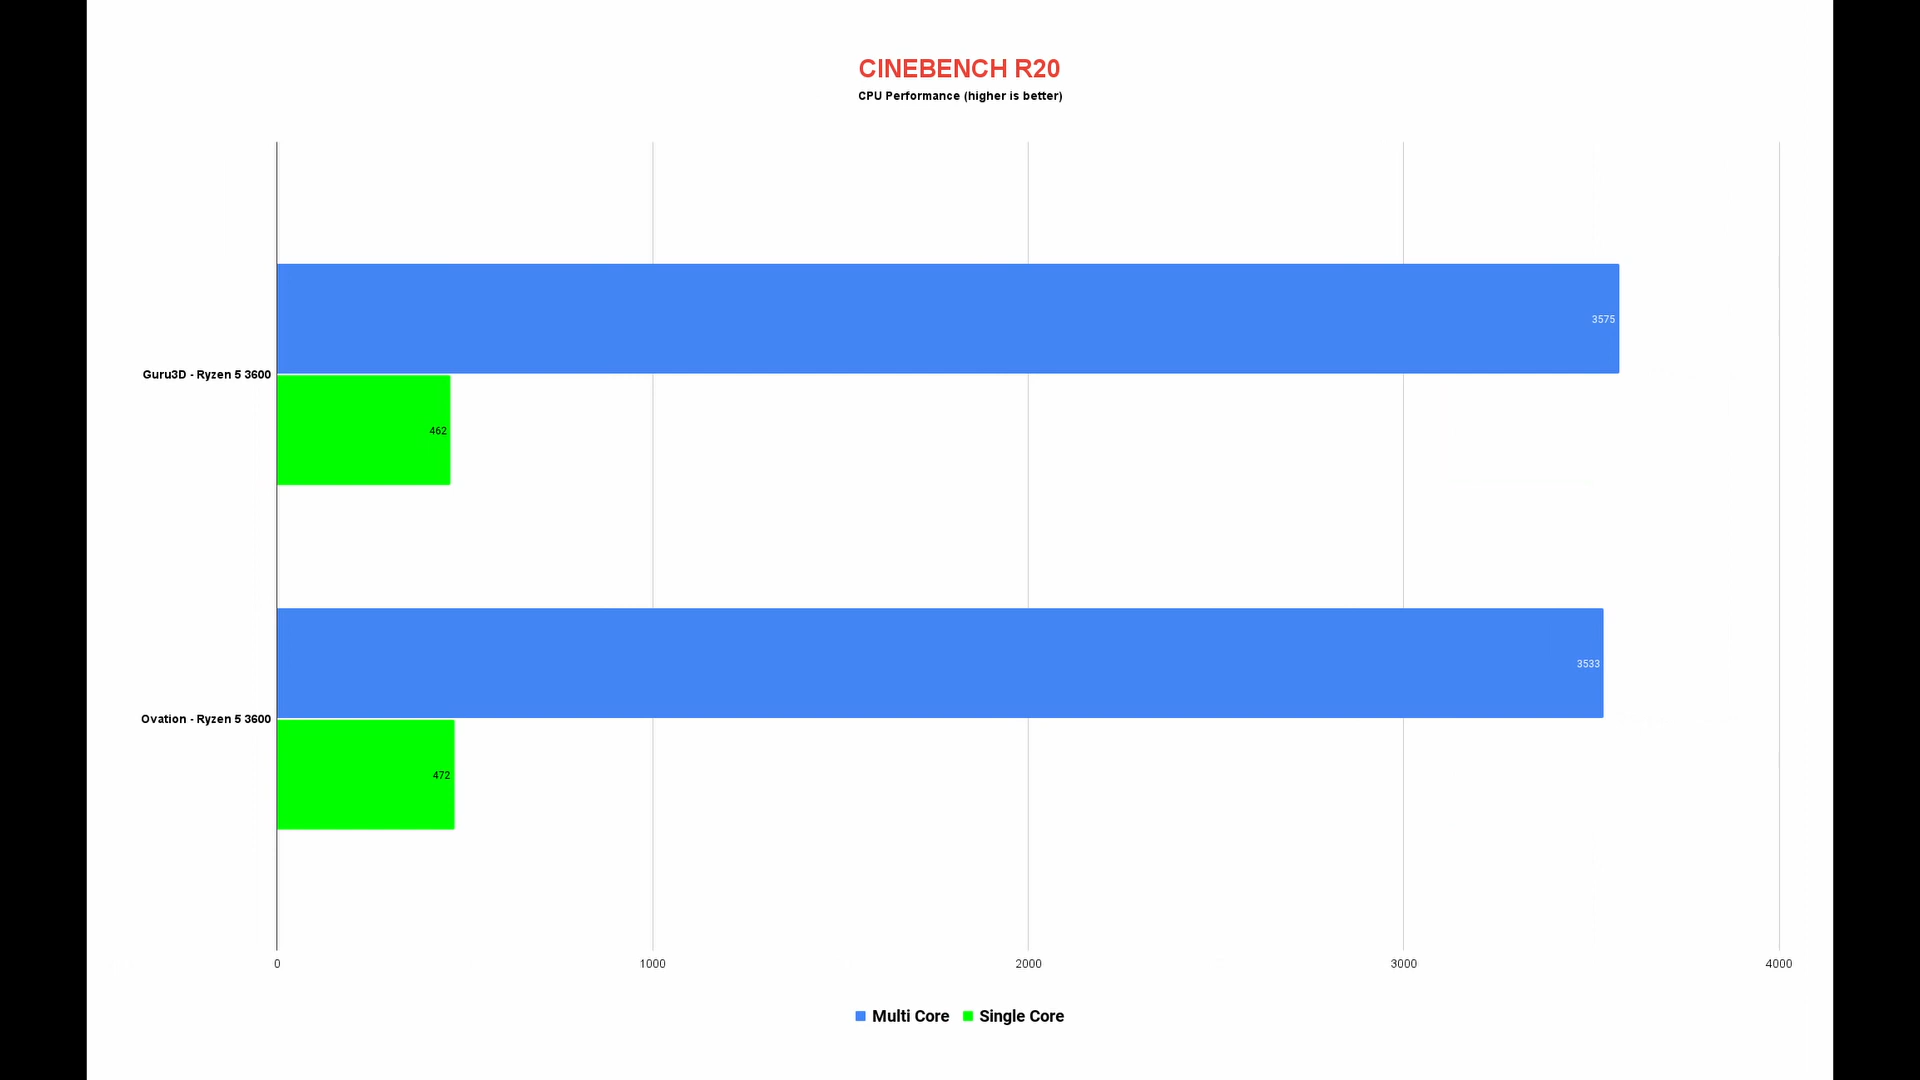 CINEBENCH R20
CPU Performance (higher is better)
3575
Guru3D - Ryzen 5 3600
462
3533
Ovation - Ryzen 5 3600
472
0 1000 2000 3000 4000
Multi Core Single Core